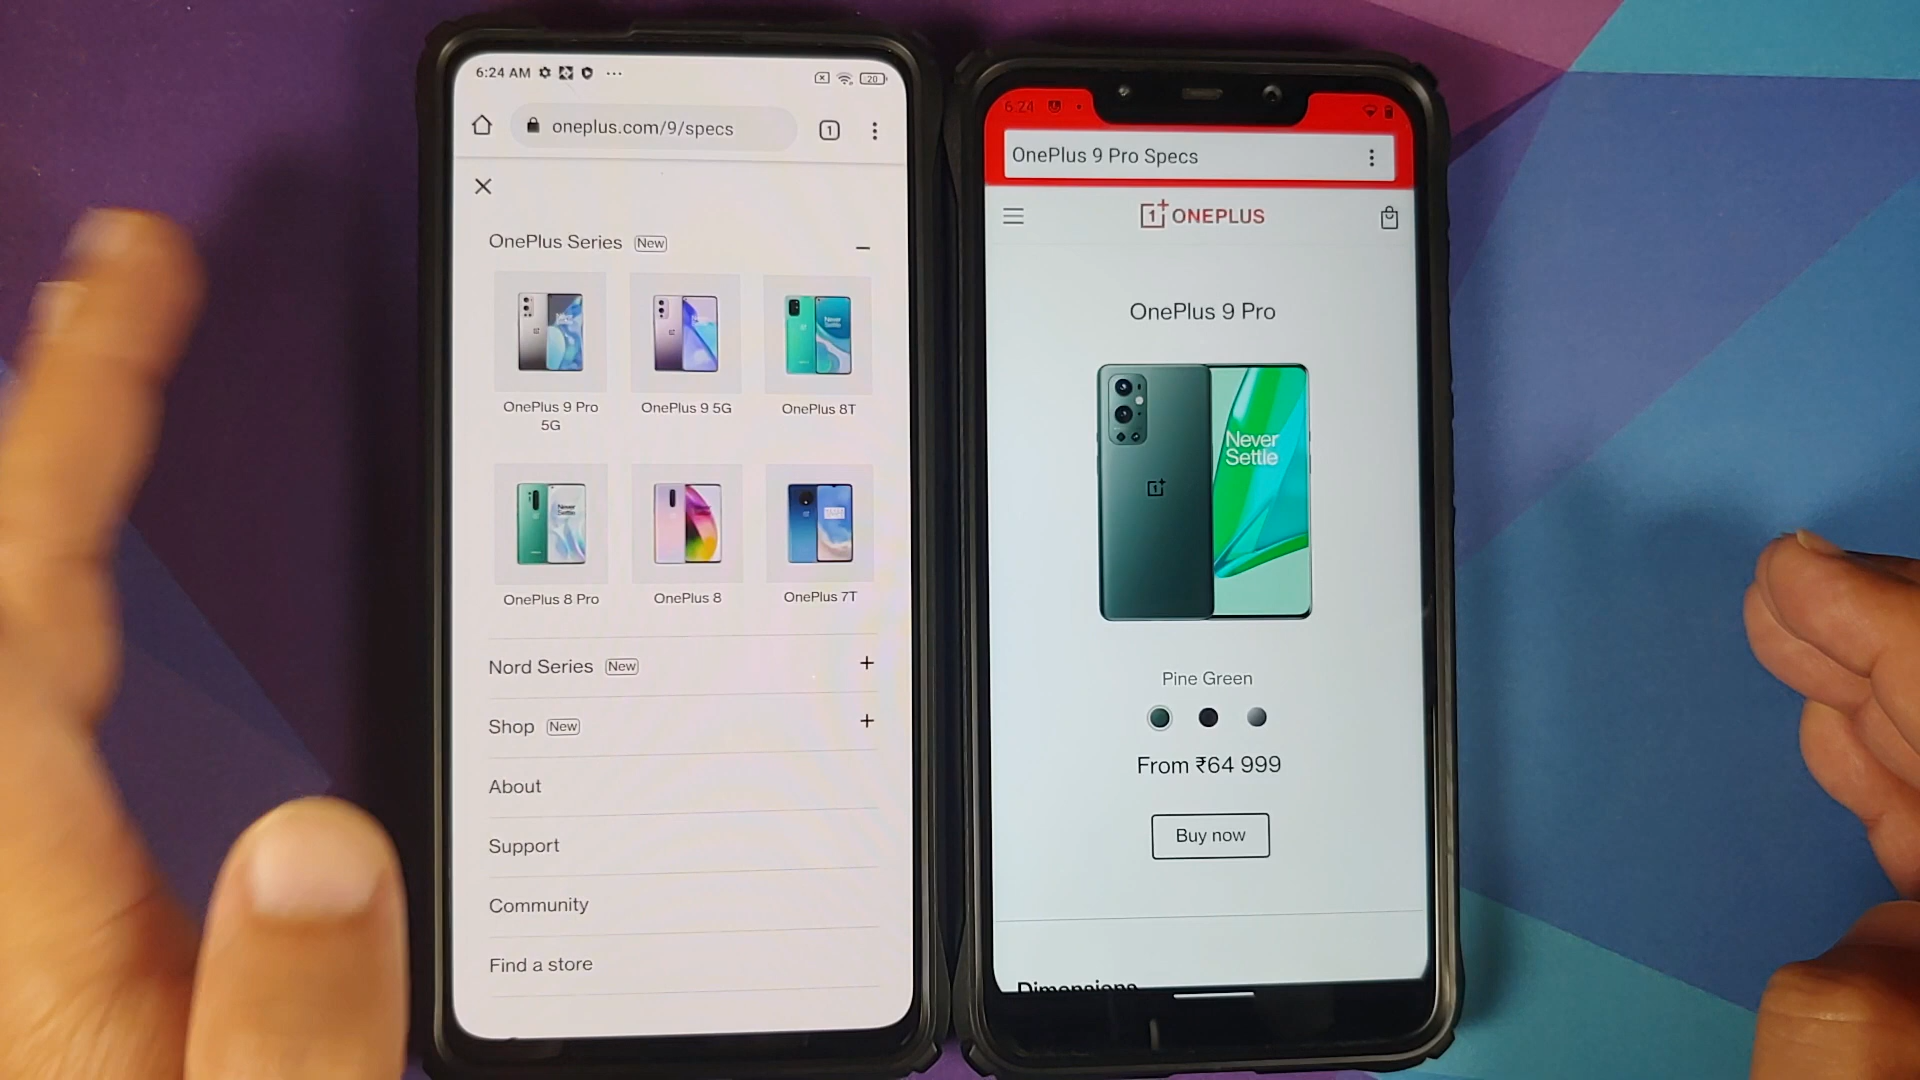 6:24 AM
20
oneplus.com/9/specs
1
OnePlus Series New
OnePlus 9 Pro
5G
OnePlus 9 5G
OnePlus 8T
OnePlus 8 Pro
OnePlus 8
OnePlus 7T
Nord Series New
Shop New
About
Support
Community
Find a store
6:24
OnePlus 9 Pro Specs
ONEPLUS
OnePlus 9 Pro
Never
Settle
Pine Green
From ₹64 999
Buy now
Dimensions